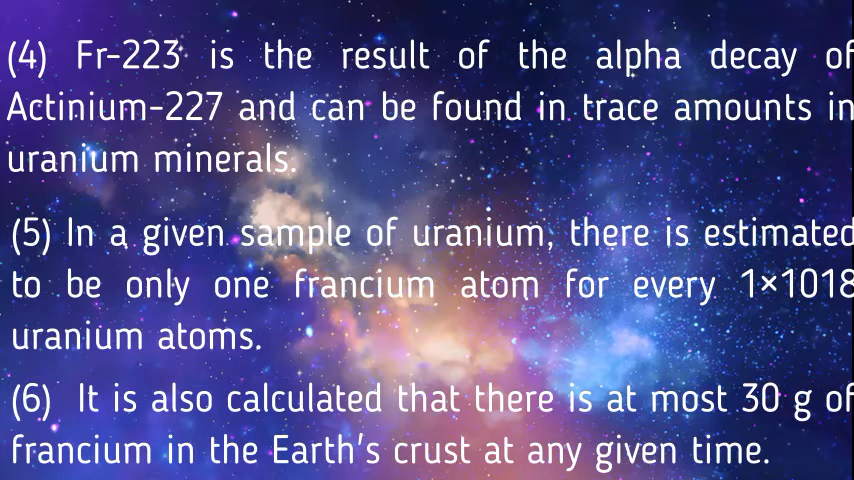 (4) Fr-223 is the result of the alpha decay of
Actinium-227 and can be found in trace amounts in
uranium minerals.
(5) In a given sample of uranium, there is estimated
to be only one francium atom for every 1×1018
uranium atoms.
(6) It is also calculated that there is at most 30 g of
francium in the Earth's crust at any given time.